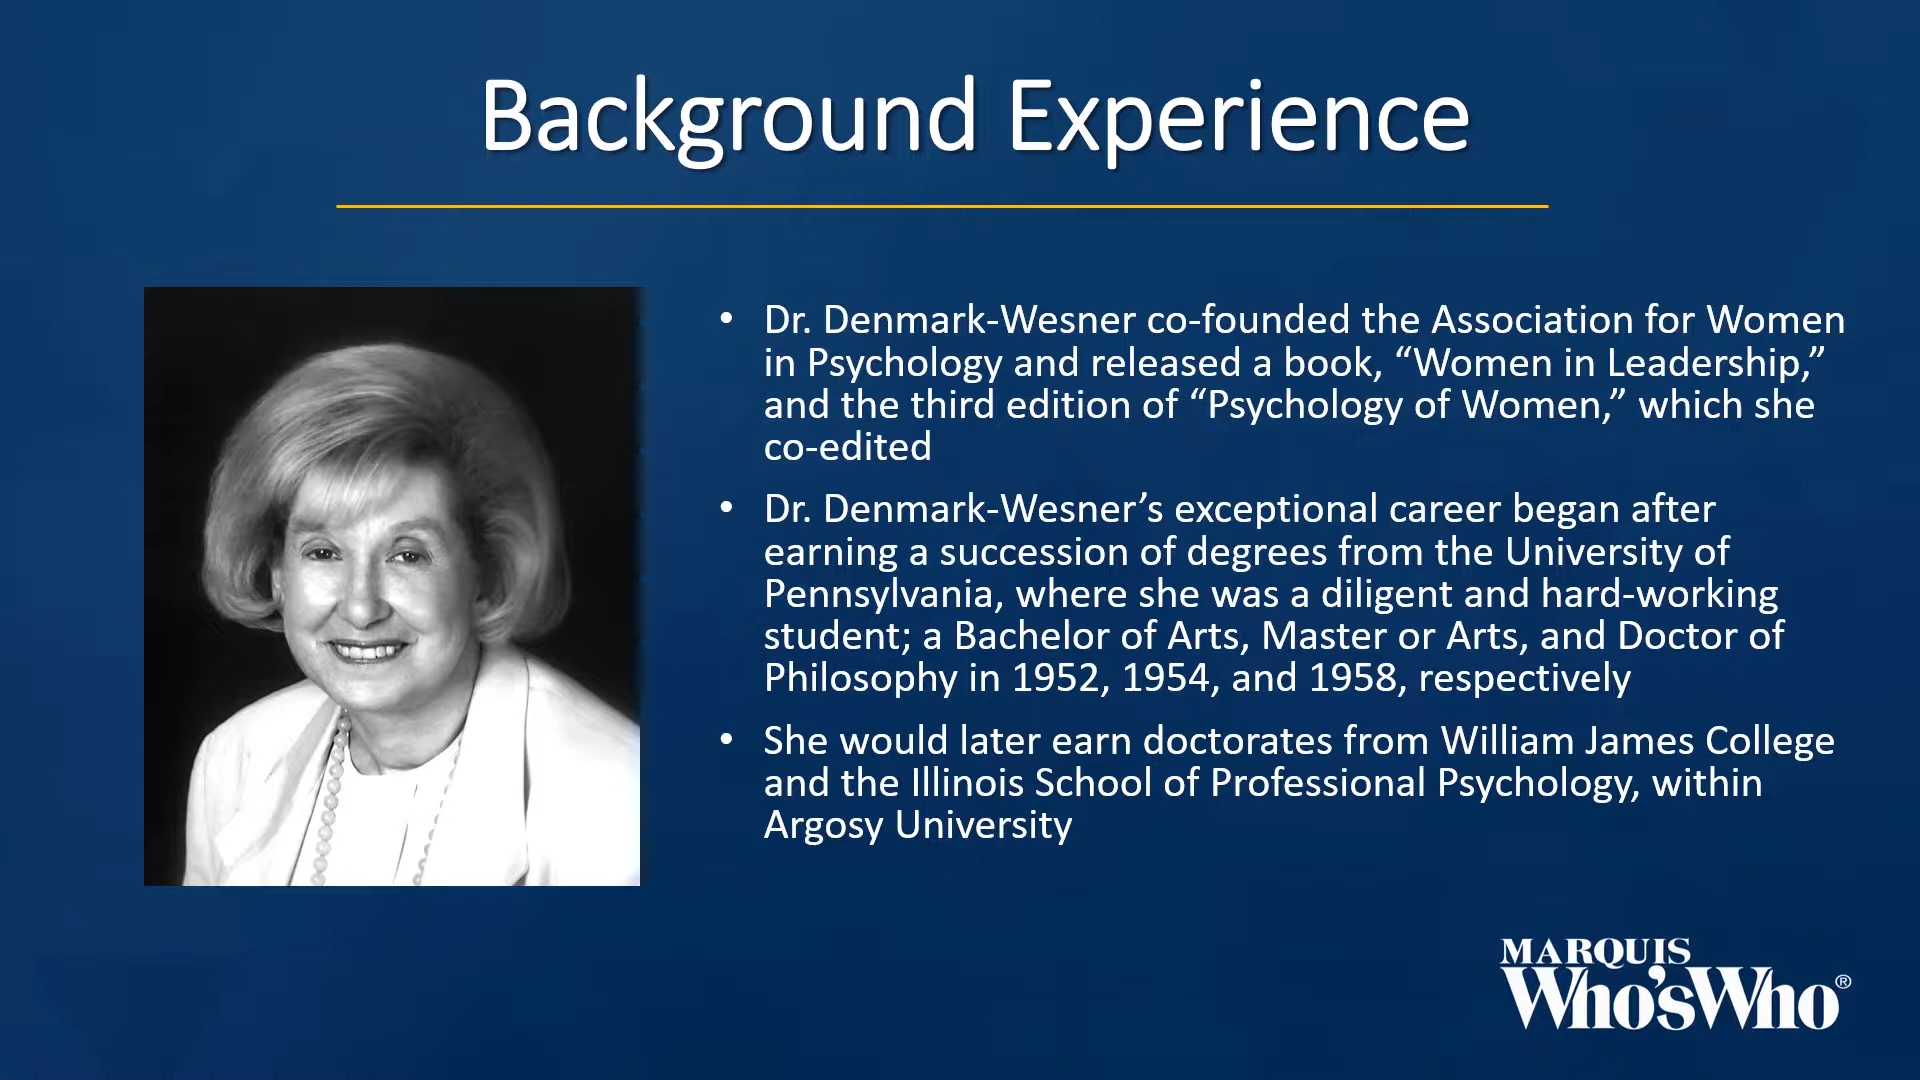 Background Experience
• Dr. Denmark-Wesner co-founded the Association for Women
in Psychology and released a book, “Women in Leadership,”
and the third edition of “Psychology of Women,” which she
co-edited
• Dr. Denmark-Wesner’s exceptional career began after
earning a succession of degrees from the University of
Pennsylvania, where she was a diligent and hard-working
student; a Bachelor of Arts, Master or Arts, and Doctor of
Philosophy in 1952, 1954, and 1958, respectively
• She would later earn doctorates from William James College
and the Illinois School of Professional Psychology, within
Argosy University
MARQUIS
Who’sWho®